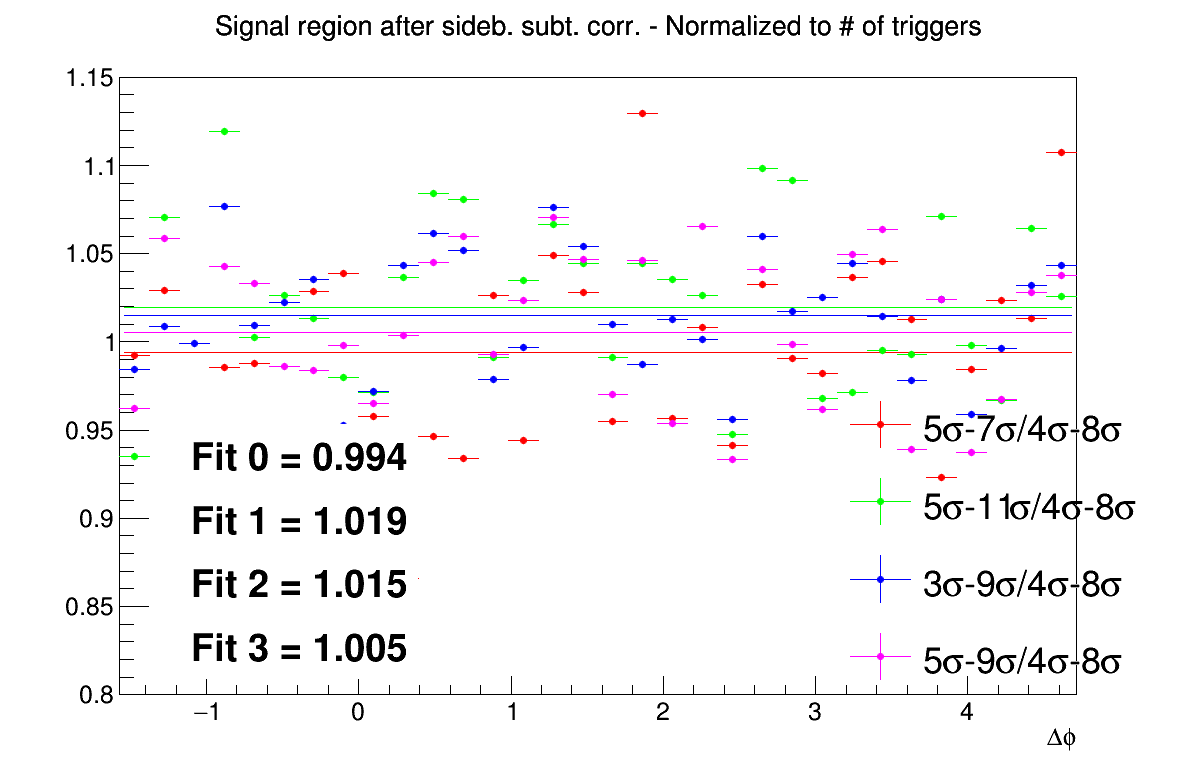 Signal region after sideb. subt. corr. - Normalized to # of triggers
1.15
1.1
1.05
1
0.95
0.9
0.85
0.8
Fit 0 = 0.994
Fit 1 = 1.019
Fit 2 = 1.015
Fit 3 = 1.005
5σ-7σ/4σ-8σ
5σ-11σ/4σ-8σ
3σ-9σ/4σ-8σ
5σ-9σ/4σ-8σ
−1 0 1 2 3 4
Δϕ